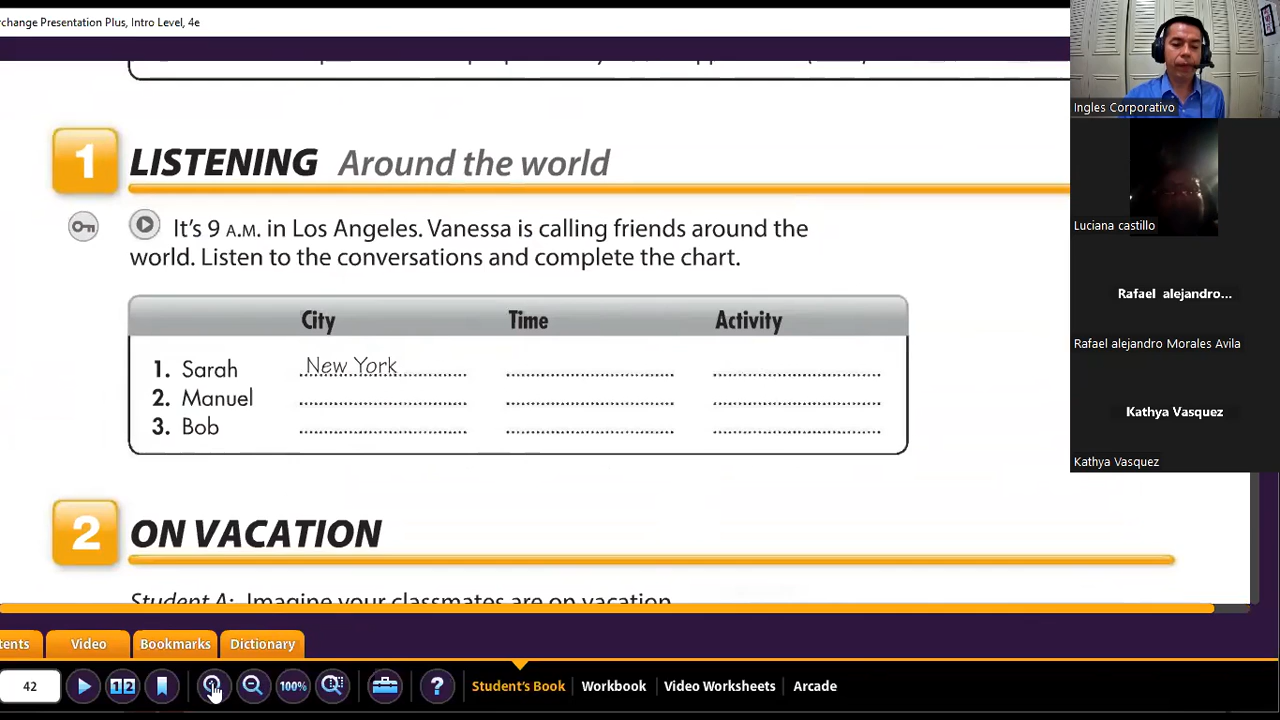 rchange Presentation Plus, Intro Level, 4e
Ingles Corporativo
Luciana castillo
Rafael alejandro...
Rafael alejandro Morales Avila
Kathya Vasquez
Kathya Vasquez
1 LISTENING Around the world
It's 9 A.M. in Los Angeles. Vanessa is calling friends around the
world. Listen to the conversations and complete the chart.
City Time Activity
1. Sarah New York
2. Manuel
3. Bob
2 ON VACATION
Student A: Imagine your classmates are on vacation.
tents Video Bookmarks Dictionary
42 12 100% ? Student's Book Workbook Video Worksheets Arcade